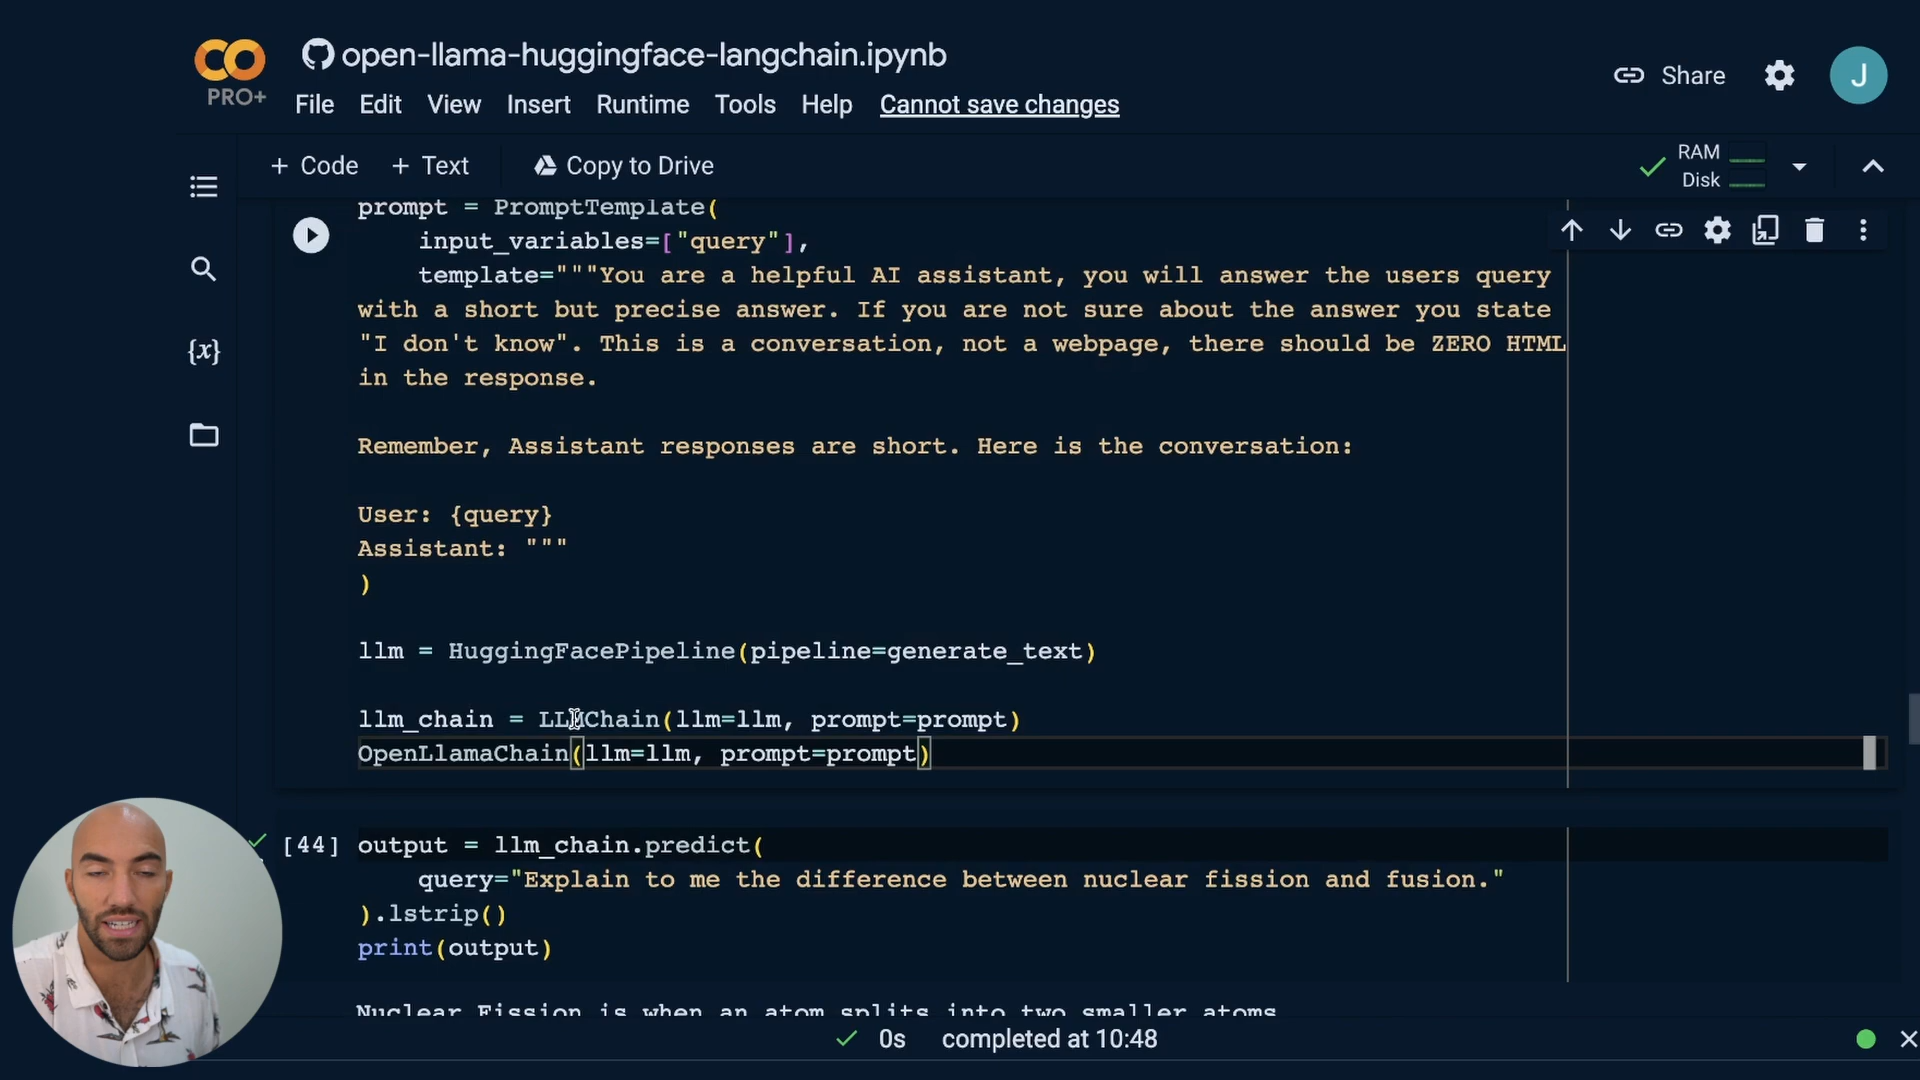 open-llama-huggingface-langchain.ipynb
PRO+
File Edit View Insert Runtime Tools Help Cannot save changes
Share
J
+ Code + Text Copy to Drive
RAM
Disk
prompt = PromptTemplate(
input_variables=["query"],
template="""You are a helpful AI assistant, you will answer the users query
with a short but precise answer. If you are not sure about the answer you state
"I don't know". This is a conversation, not a webpage, there should be ZERO HTML
in the response.
Remember, Assistant responses are short. Here is the conversation:
User: {query}
Assistant: """
)
llm = HuggingFacePipeline(pipeline=generate_text)
llm_chain = LLMChain(llm=llm, prompt=prompt)
OpenLlamaChain(llm=llm, prompt=prompt)
[44] output = llm_chain.predict(
query="Explain to me the difference between nuclear fission and fusion."
).lstrip()
print(output)
Nuclear Fission is when an atom splits into two smaller atoms
0s completed at 10:48